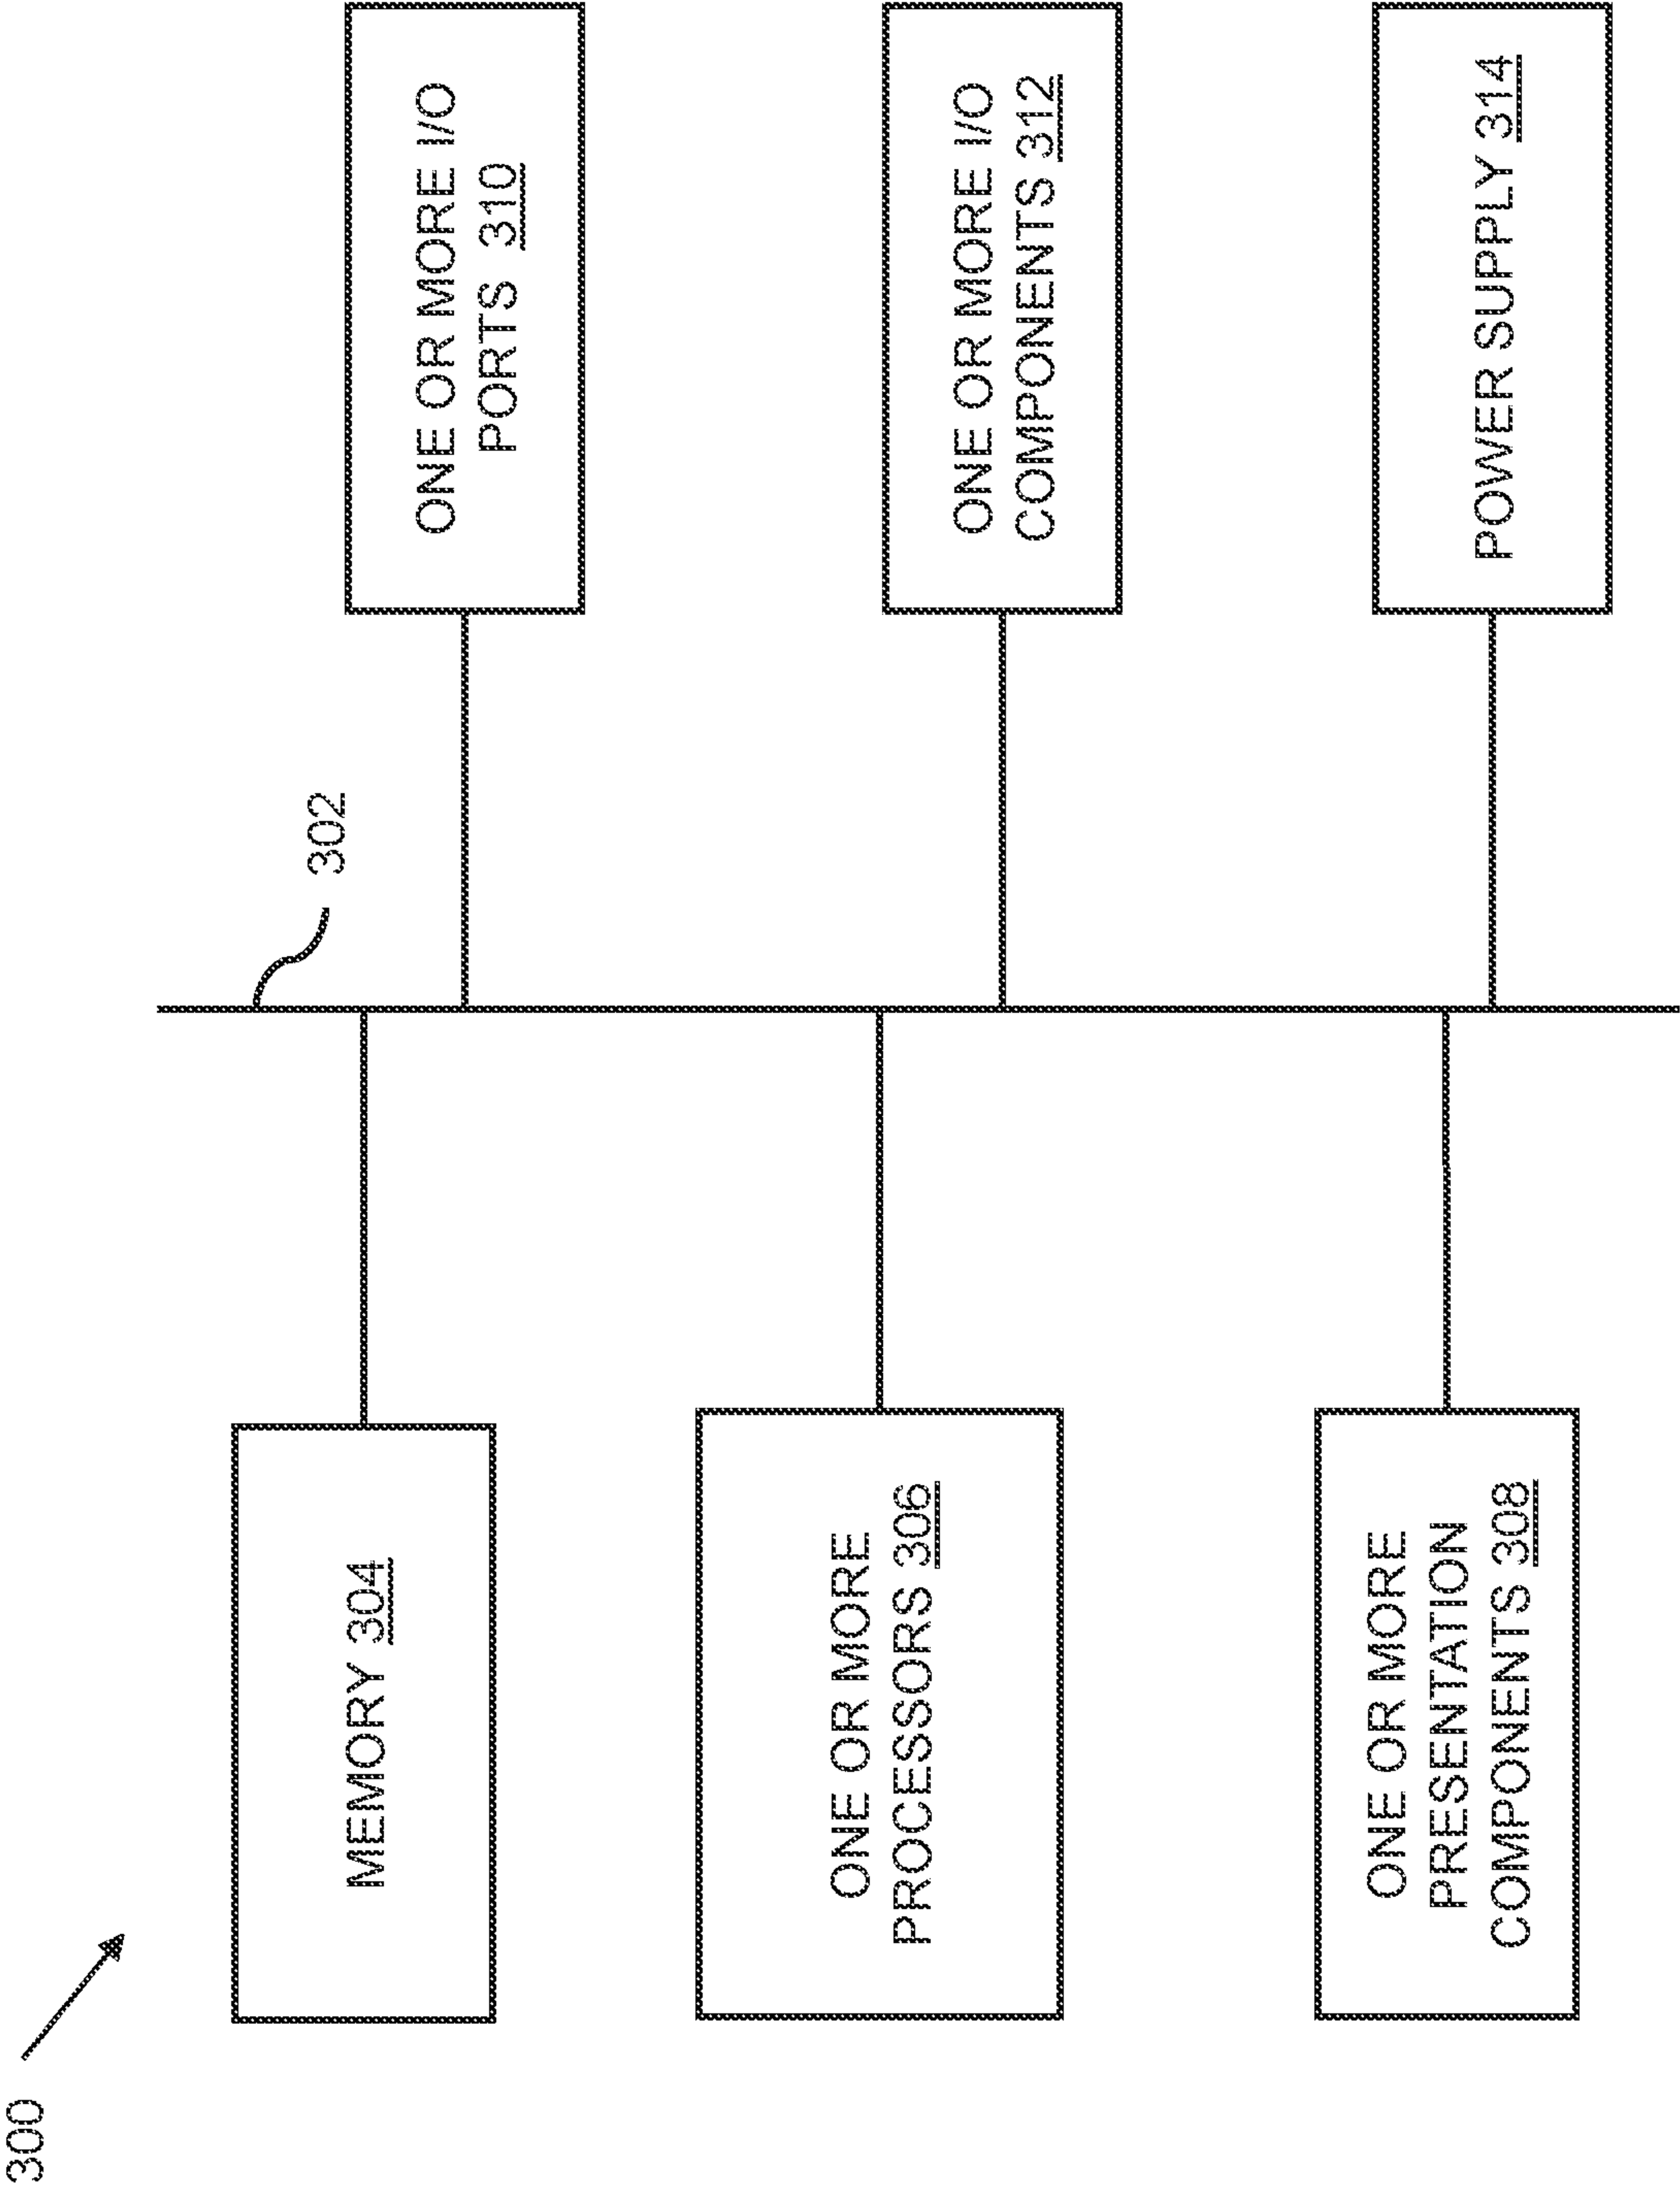 300
302
MEMORY 304
ONE OR MORE
PROCESSORS 306
ONE OR MORE
PRESENTATION
COMPONENTS 308
ONE OR MORE I/O
PORTS 310
ONE OR MORE I/O
COMPONENTS 312
POWER SUPPLY 314